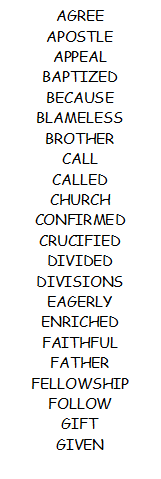 AGREE
APOSTLE
APPEAL
BAPTIZED
BECAUSE
BLAMELESS
BROTHER
CALL
CALLED
CHURCH
CONFIRMED
CRUCIFIED
DIVIDED
DIVISIONS
EAGERLY
ENRICHED
FAITHFUL
FATHER
FELLOWSHIP
FOLLOW
GIFT
GIVEN